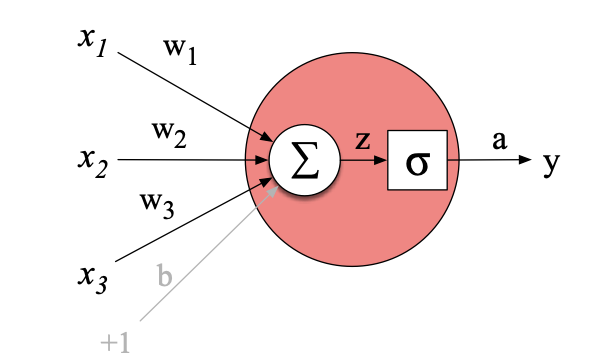 x₁
w₁
x₂
w₂
w₃
x₃
b
+1
Σ
z
σ
a
y